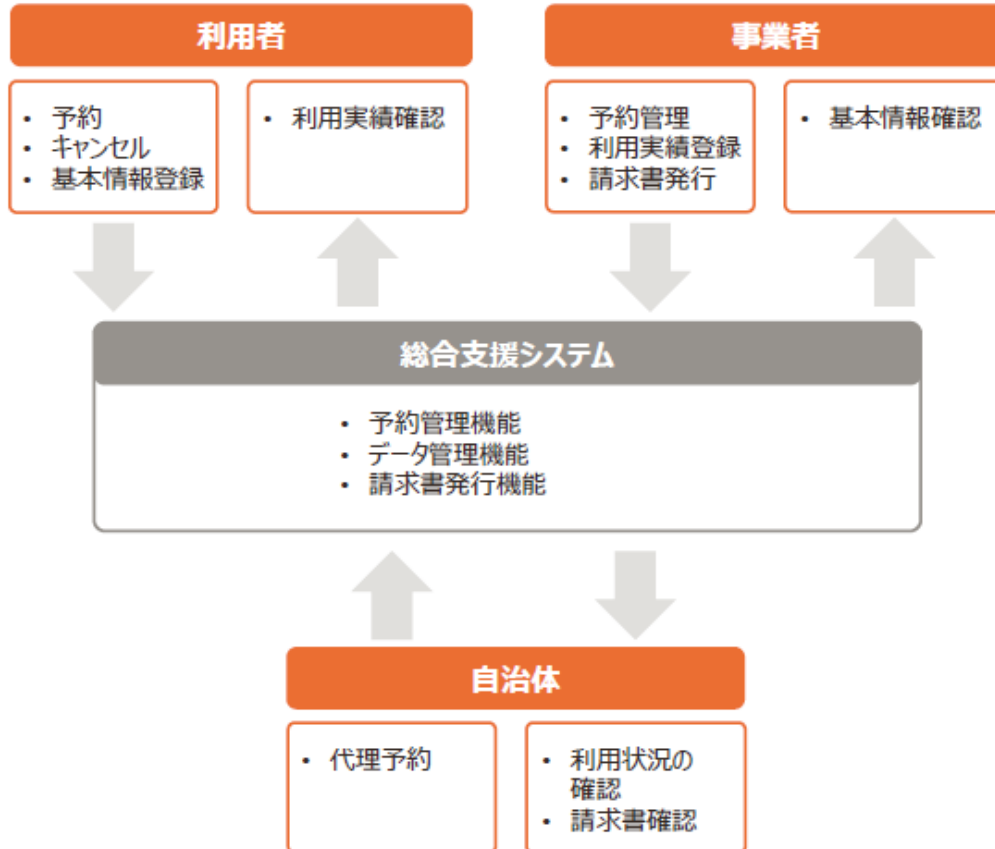 利用者
・ 予約
・ キャンセル
・ 基本情報登録
・ 利用実績確認
事業者
・ 予約管理
・ 利用実績登録
・ 請求書発行
・ 基本情報確認
総合支援システム
・ 予約管理機能
・ データ管理機能
・ 請求書発行機能
自治体
・ 代理予約
・ 利用状況の
確認
・ 請求書確認